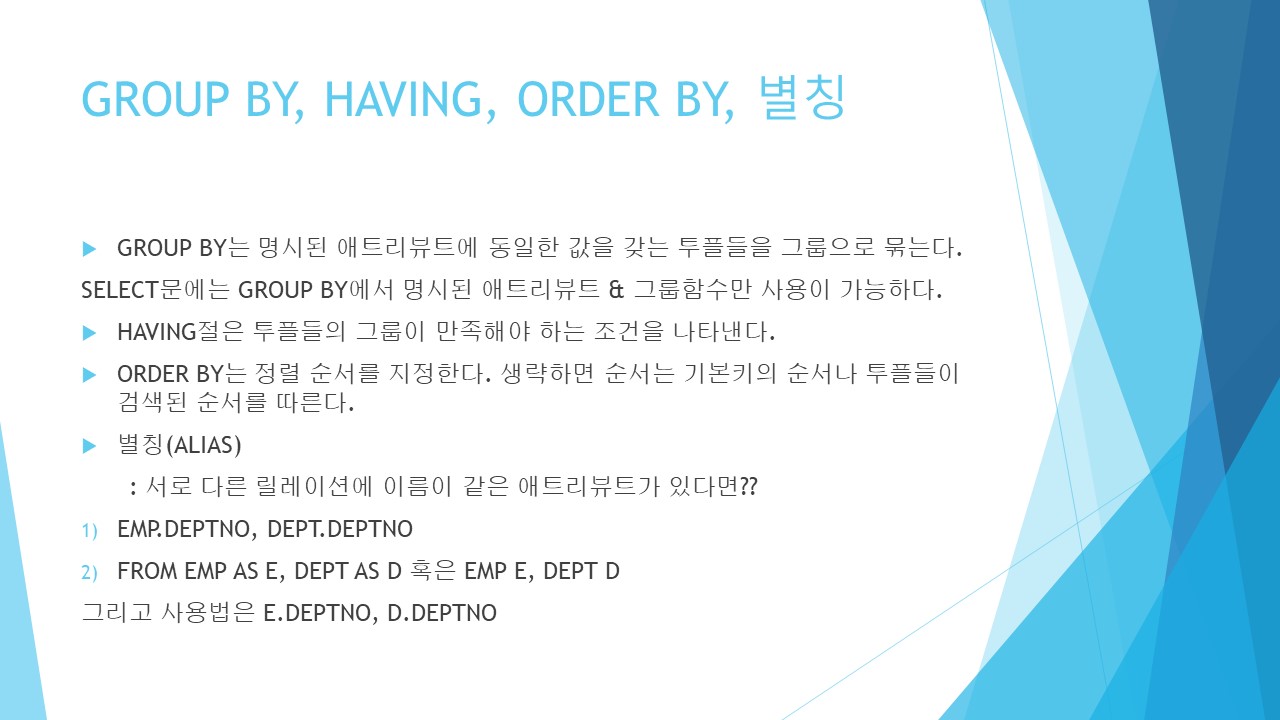 GROUP BY, HAVING, ORDER BY, 별칭
▶ GROUP BY는 명시된 애트리뷰트에 동일한 값을 갖는 투플들을 그룹으로 묶는다.
SELECT문에는 GROUP BY에서 명시된 애트리뷰트 & 그룹함수만 사용이 가능하다.
▶ HAVING절은 투플들의 그룹이 만족해야 하는 조건을 나타낸다.
▶ ORDER BY는 정렬 순서를 지정한다. 생략하면 순서는 기본키의 순서나 투플들이
검색된 순서를 따른다.
▶ 별칭(ALIAS)
: 서로 다른 릴레이션에 이름이 같은 애트리뷰트가 있다면??
1) EMP.DEPTNO, DEPT.DEPTNO
2) FROM EMP AS E, DEPT AS D 혹은 EMP E, DEPT D
그리고 사용법은 E.DEPTNO, D.DEPTNO